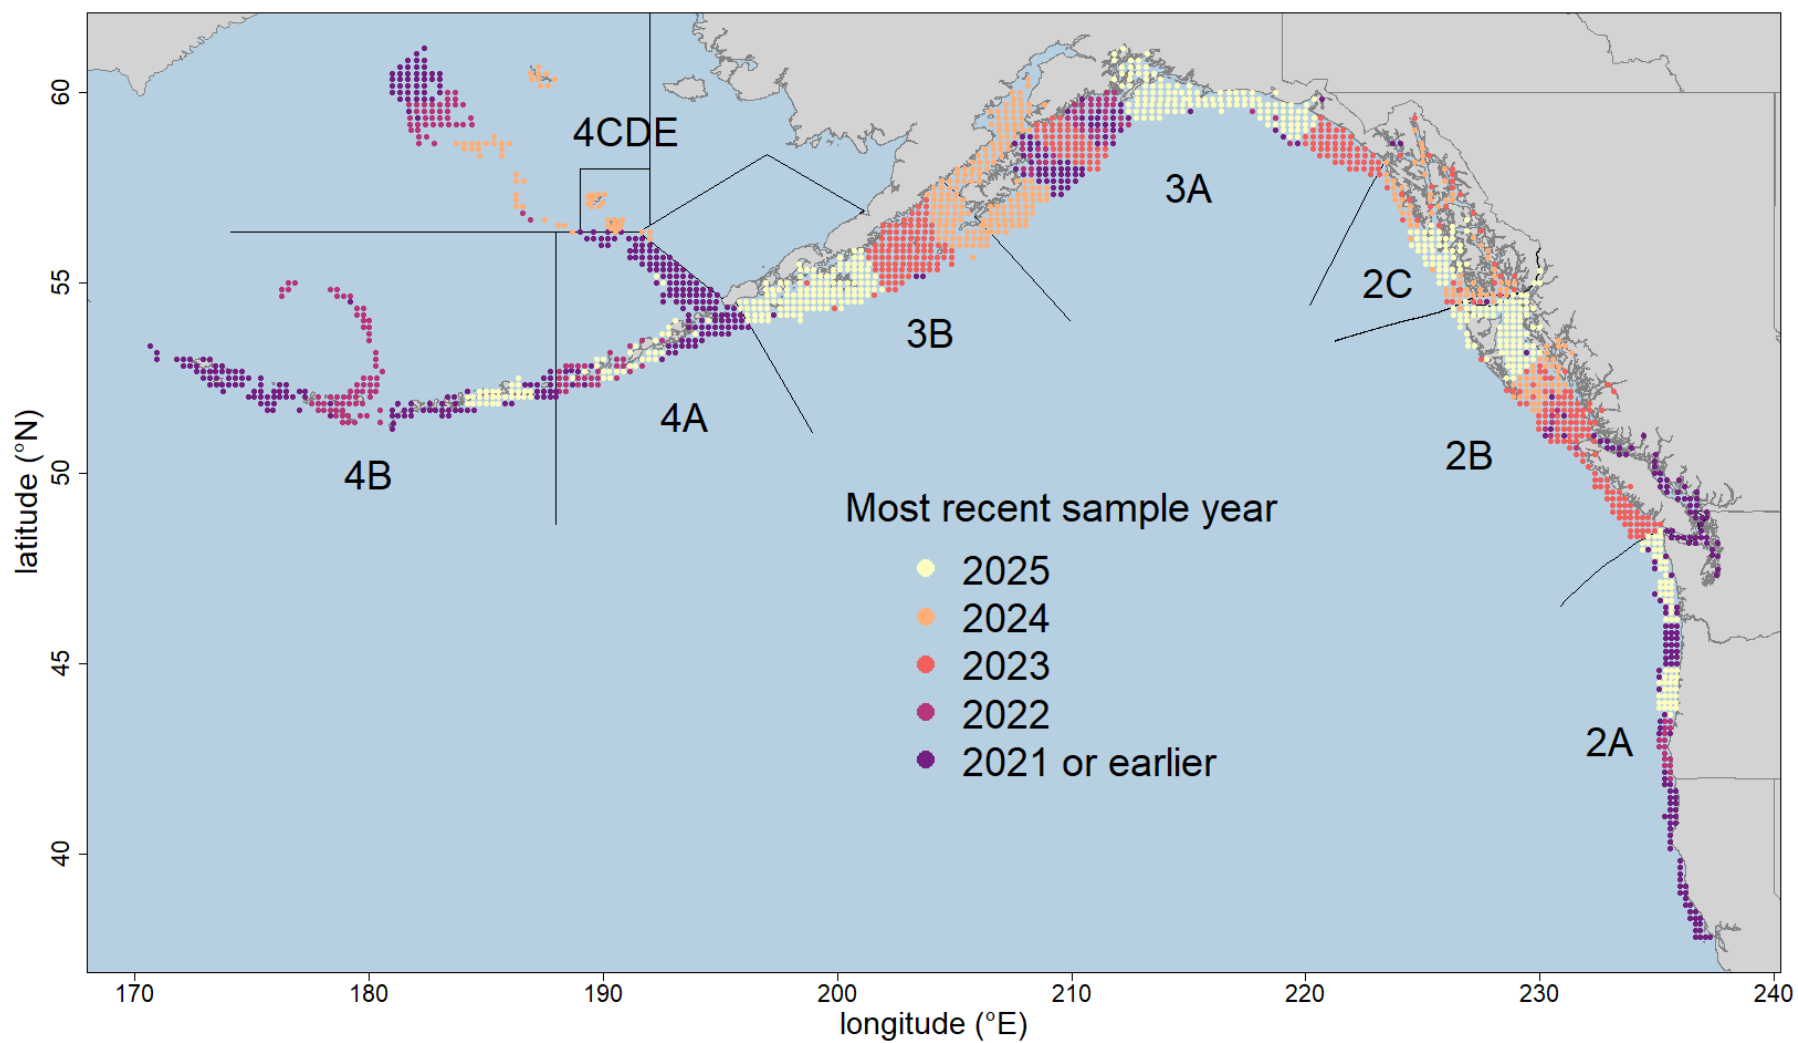 4CDE
3A
2C
3B
4A
2B
4B
Most recent sample year
2025
2024
2023
2022
2021 or earlier
2A
latitude (°N)
60
55
50
45
40
170
180
190
200
210
220
230
240
longitude (°E)